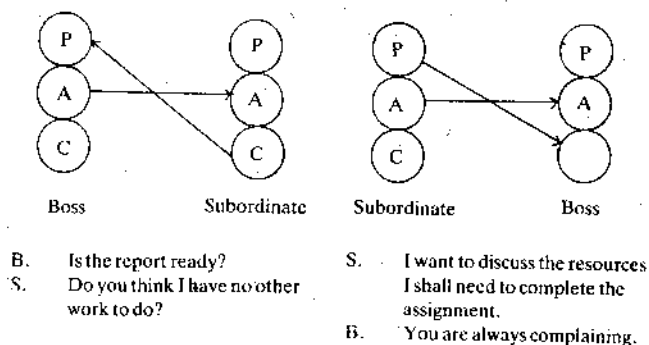 P P P P
A A A A
C C C
Boss Subordinate Subordinate Boss
B. Is the report ready?
S. Do you think I have no other
work to do?
S. I want to discuss the resources
I shall need to complete the
assignment.
B. You are always complaining.